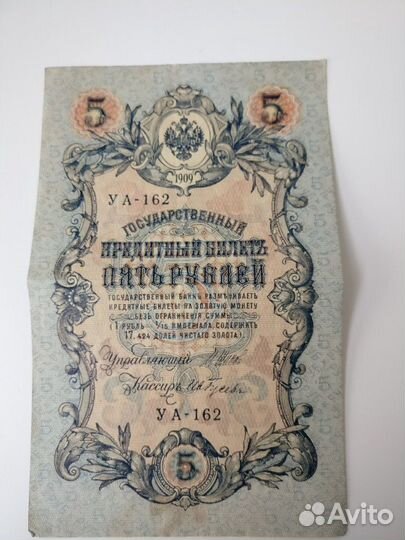 5 5
1909
УА-162
ГОСУДАРСТВЕННЫЙ
КРЕДИТНЫЙ БИЛЕТЪ
ПЯТЬ РУБЛЕЙ
ГОСУДАРСТВЕННЫЙ БАНКЪ РАЗМѢНИВАЕТЪ
КРЕДИТНЫЕ БИЛЕТЫ НА ЗОЛОТУЮ МОНЕТУ
БЕЗЪ ОГРАНИЧЕНІЯ СУММЫ
(1 РУБЛЬ = 1/15 ИМПЕРІАЛА, СОДЕРЖИТЪ
17,424 ДОЛЕЙ ЧИСТАГО ЗОЛОТА.)
Управляющій
Кассиръ
УА-162
5
Avito